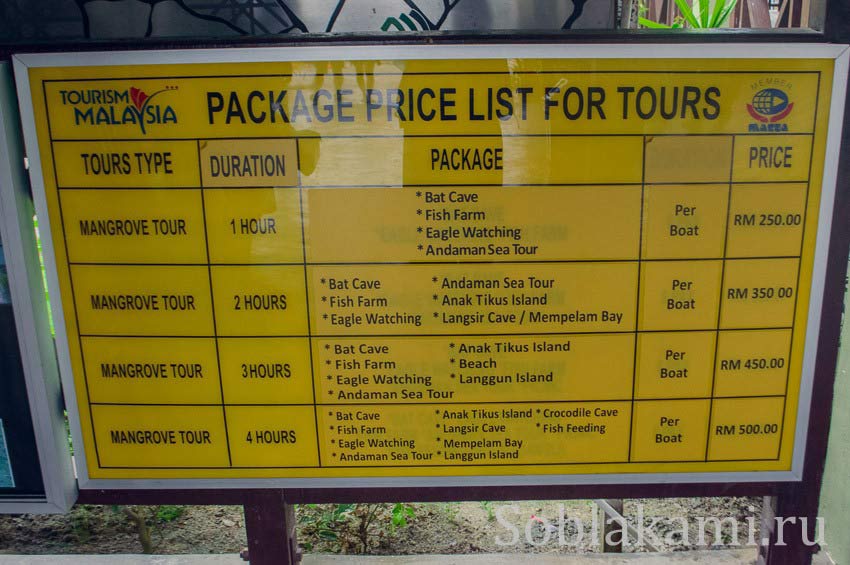 TOURISM
MALAYSIA
PACKAGE PRICE LIST FOR TOURS
MEMBER
TOURS TYPE DURATION PACKAGE PRICE
MANGROVE TOUR 1 HOUR
* Bat Cave
* Fish Farm
* Eagle Watching
* Andaman Sea Tour
Per
Boat
RM 250.00
MANGROVE TOUR 2 HOURS
* Bat Cave * Andaman Sea Tour
* Fish Farm * Anak Tikus Island
* Eagle Watching * Langsir Cave / Mempelam Bay
Per
Boat
RM 350 00
MANGROVE TOUR 3 HOURS
* Bat Cave * Anak Tikus Island
* Fish Farm * Beach
* Eagle Watching * Langgun Island
* Andaman Sea Tour
Per
Boat
RM 450.00
MANGROVE TOUR 4 HOURS
* Bat Cave * Anak Tikus Island * Crocodile Cave
* Fish Farm * Langsir Cave * Fish Feeding
* Eagle Watching * Mempelam Bay
* Andaman Sea Tour * Langgun Island
Per
Boat
RM 500.00
Soblakami.ru